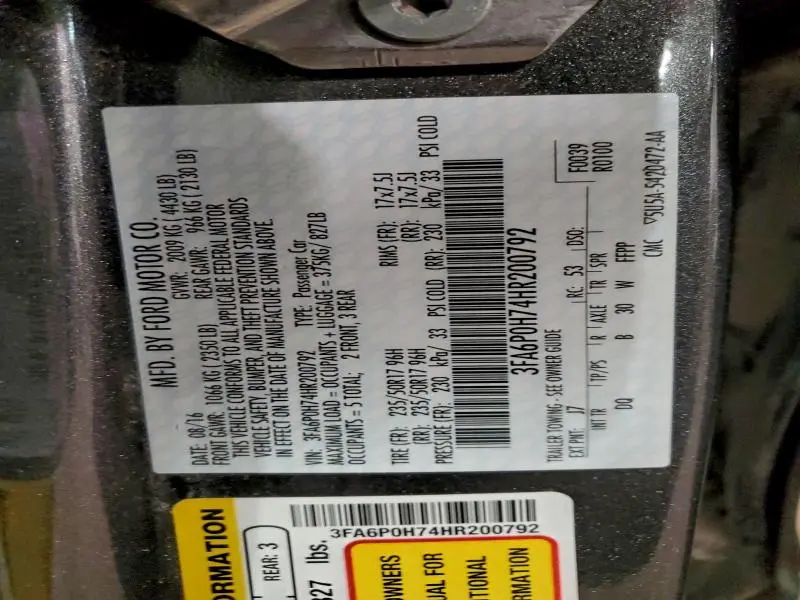 MFD. BY FORD MOTOR CO.
DATE: 08/16 GVWR: 2009 KG ( 4430 LB)
FRONT GAWR: 1066 KG ( 2350 LB) REAR GAWR: 966 KG ( 2130 LB)
THIS VEHICLE CONFORMS TO ALL APPLICABLE FEDERAL MOTOR
VEHICLE SAFETY, BUMPER, AND THEFT PREVENTION STANDARDS
IN EFFECT ON THE DATE OF MANUFACTURE SHOWN ABOVE.
VIN: 3FA6P0H74HR200792 TYPE: Passenger Car
MAXIMUM LOAD = OCCUPANTS + LUGGAGE = 375KG/ 827LB
OCCUPANTS = 5 TOTAL; 2 FRONT, 3 REAR
TIRE (FR): 235/50R17 96H RIMS (FR): 17x7.5J
(RR): 235/50R17 96H (RR): 17x7.5J
PRESSURE (FR): 230 kPa/ 33 PSI COLD (RR): 230 kPa/ 33 PSI COLD
3FA6P0H74HR200792
TRAILER TOWING - SEE OWNER GUIDE F0039
EXT PNT: J7 RC: 53 DSO: R0100
INT TR TP/PS R AXLE TR SPR
DQ B 30 W FFPP
CMC ▽5U5A-5420472-AA
ORMATION
REAR: 3
827 lbs.
3FA6P0H74HR200792
OWNERS
UAL FOR
ITIONAL
RMATION